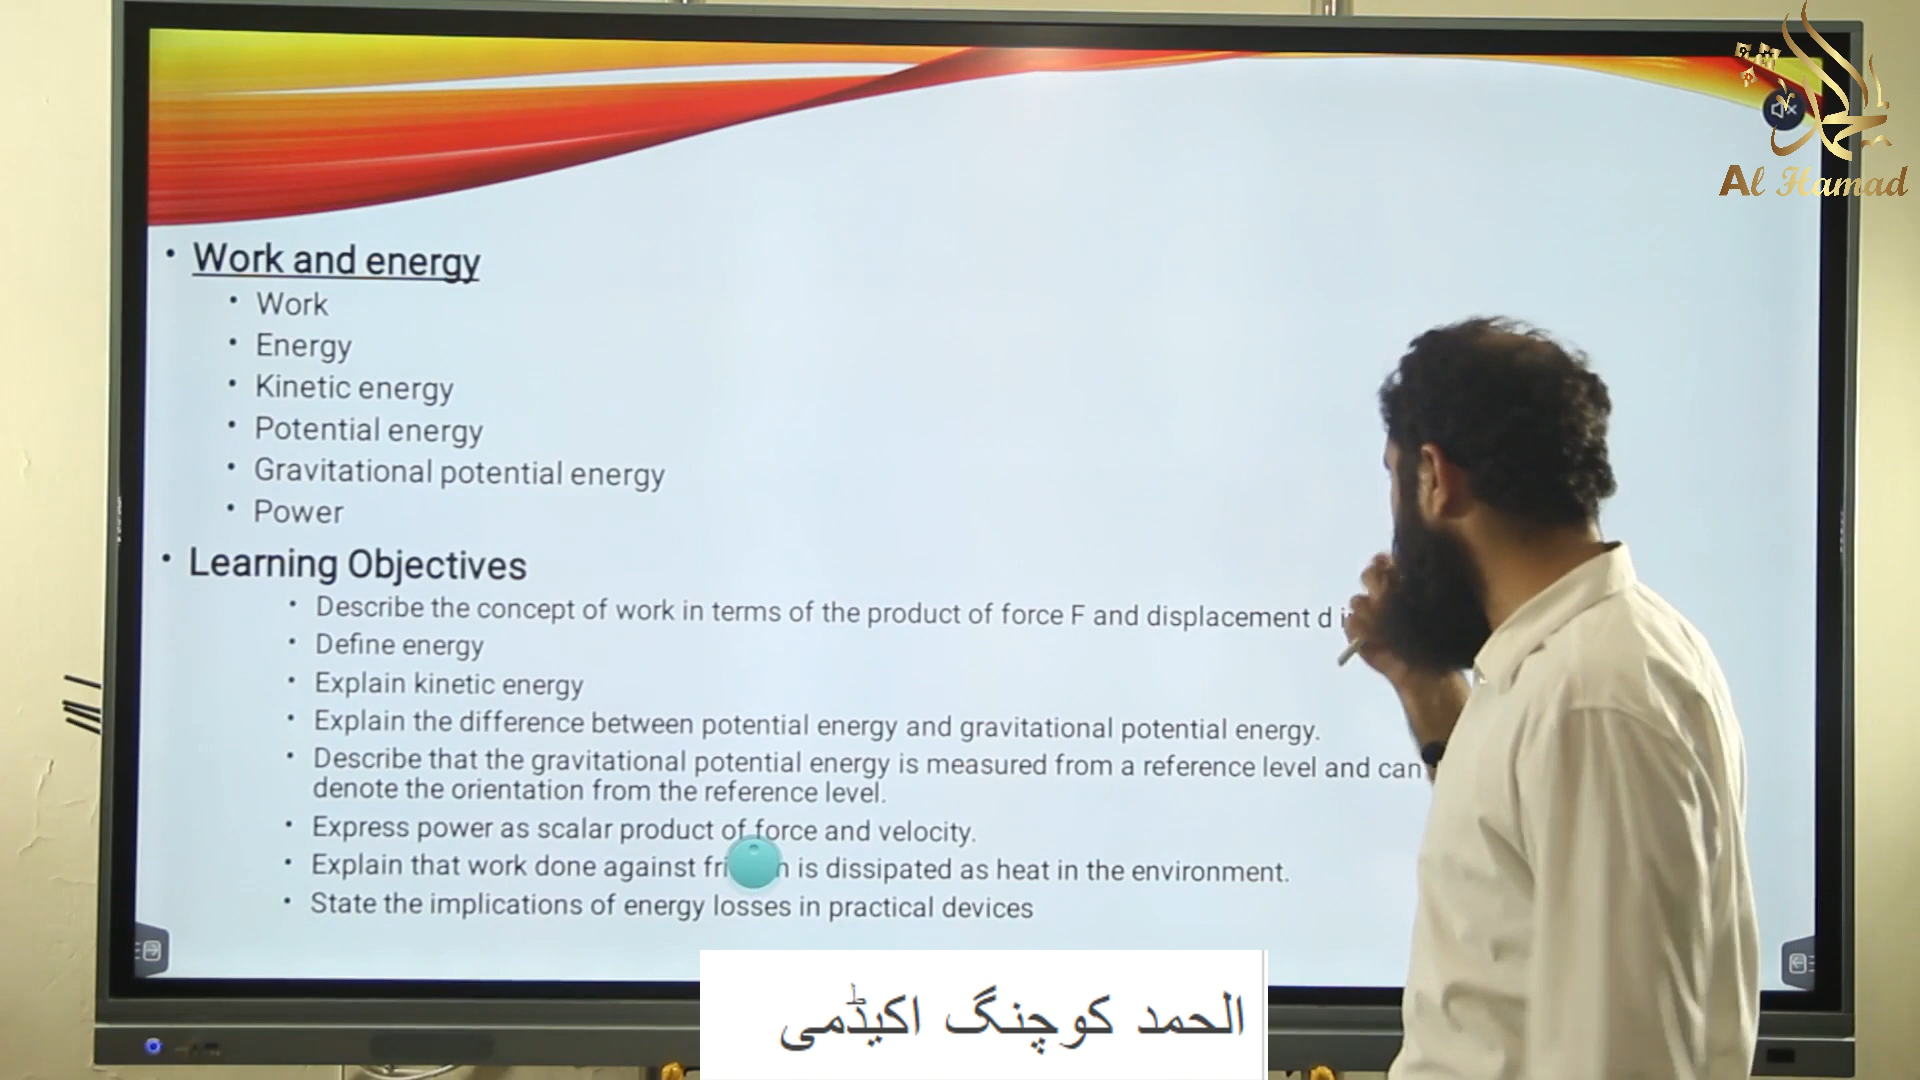 Al Hamad
• Work and energy
• Work
• Energy
• Kinetic energy
• Potential energy
• Gravitational potential energy
• Power
• Learning Objectives
• Describe the concept of work in terms of the product of force F and displacement d
• Define energy
• Explain kinetic energy
• Explain the difference between potential energy and gravitational potential energy.
• Describe that the gravitational potential energy is measured from a reference level and can
denote the orientation from the reference level.
• Express power as scalar product of force and velocity.
• Explain that work done against is dissipated as heat in the environment.
• State the implications of energy losses in practical devices
الحمد کوچنگ اکیڈمی